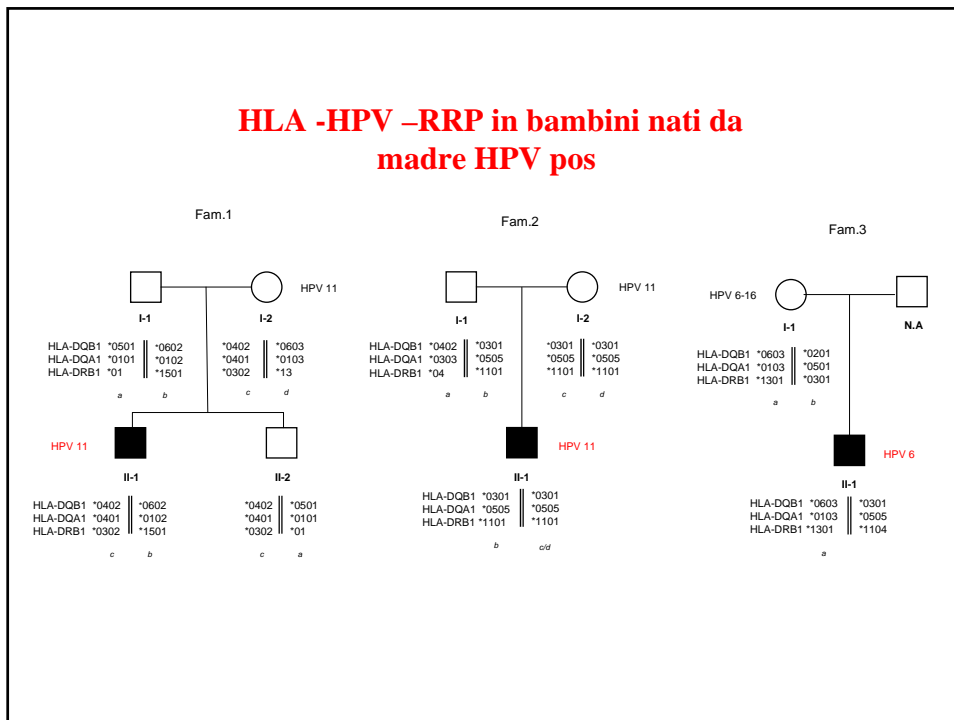 HLA -HPV –RRP in bambini nati da
madre HPV pos
Fam.1
HPV 11
I-1 I-2
HLA-DQB1 *0501 *0602 *0402 *0603
HLA-DQA1 *0101 *0102 *0401 *0103
HLA-DRB1 *01 *1501 *0302 *13
a b c d
HPV 11
II-1 II-2
HLA-DQB1 *0402 *0602 *0402 *0501
HLA-DQA1 *0401 *0102 *0401 *0101
HLA-DRB1 *0302 *1501 *0302 *01
c b c a
Fam.2
HPV 11
I-1 I-2
HLA-DQB1 *0402 *0301 *0301 *0301
HLA-DQA1 *0303 *0505 *0505 *0505
HLA-DRB1 *04 *1101 *1101 *1101
a b c d
HPV 11
II-1
HLA-DQB1 *0301 *0301
HLA-DQA1 *0505 *0505
HLA-DRB1 *1101 *1101
b c/d
Fam.3
HPV 6-16
I-1 N.A
HLA-DQB1 *0603 *0201
HLA-DQA1 *0103 *0501
HLA-DRB1 *1301 *0301
a b
HPV 6
II-1
HLA-DQB1 *0603 *0301
HLA-DQA1 *0103 *0505
HLA-DRB1 *1301 *1104
a